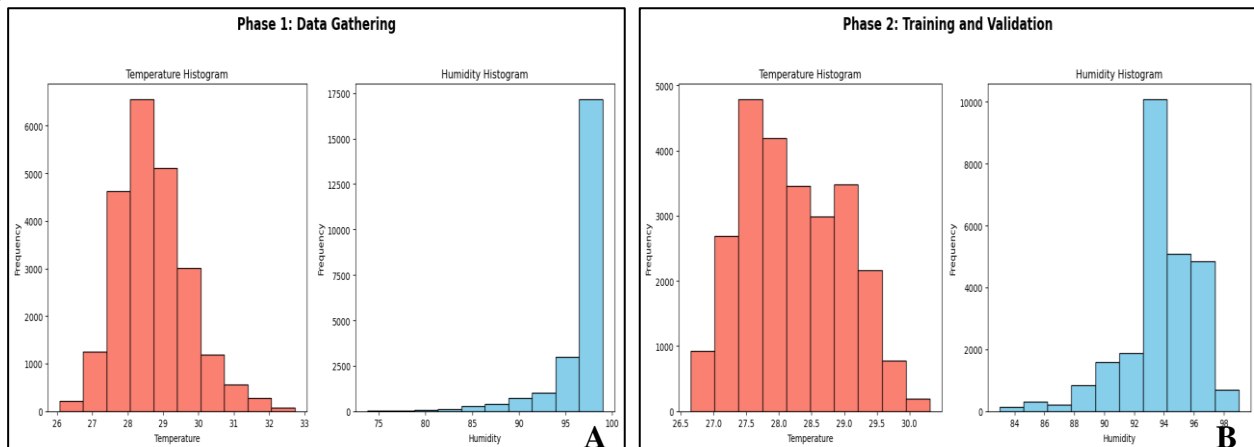 Phase 1: Data Gathering
Temperature Histogram
Frequency
6000
5000
4000
3000
2000
1000
0
26 27 28 29 30 31 32 33
Temperature
Humidity Histogram
Frequency
17500
15000
12500
10000
7500
5000
2500
0
75 80 85 90 95 100
Humidity
A
Phase 2: Training and Validation
Temperature Histogram
Frequency
5000
4000
3000
2000
1000
0
26.5 27.0 27.5 28.0 28.5 29.0 29.5 30.0
Temperature
Humidity Histogram
Frequency
10000
8000
6000
4000
2000
0
84 86 88 90 92 94 96 98
Humidity
B